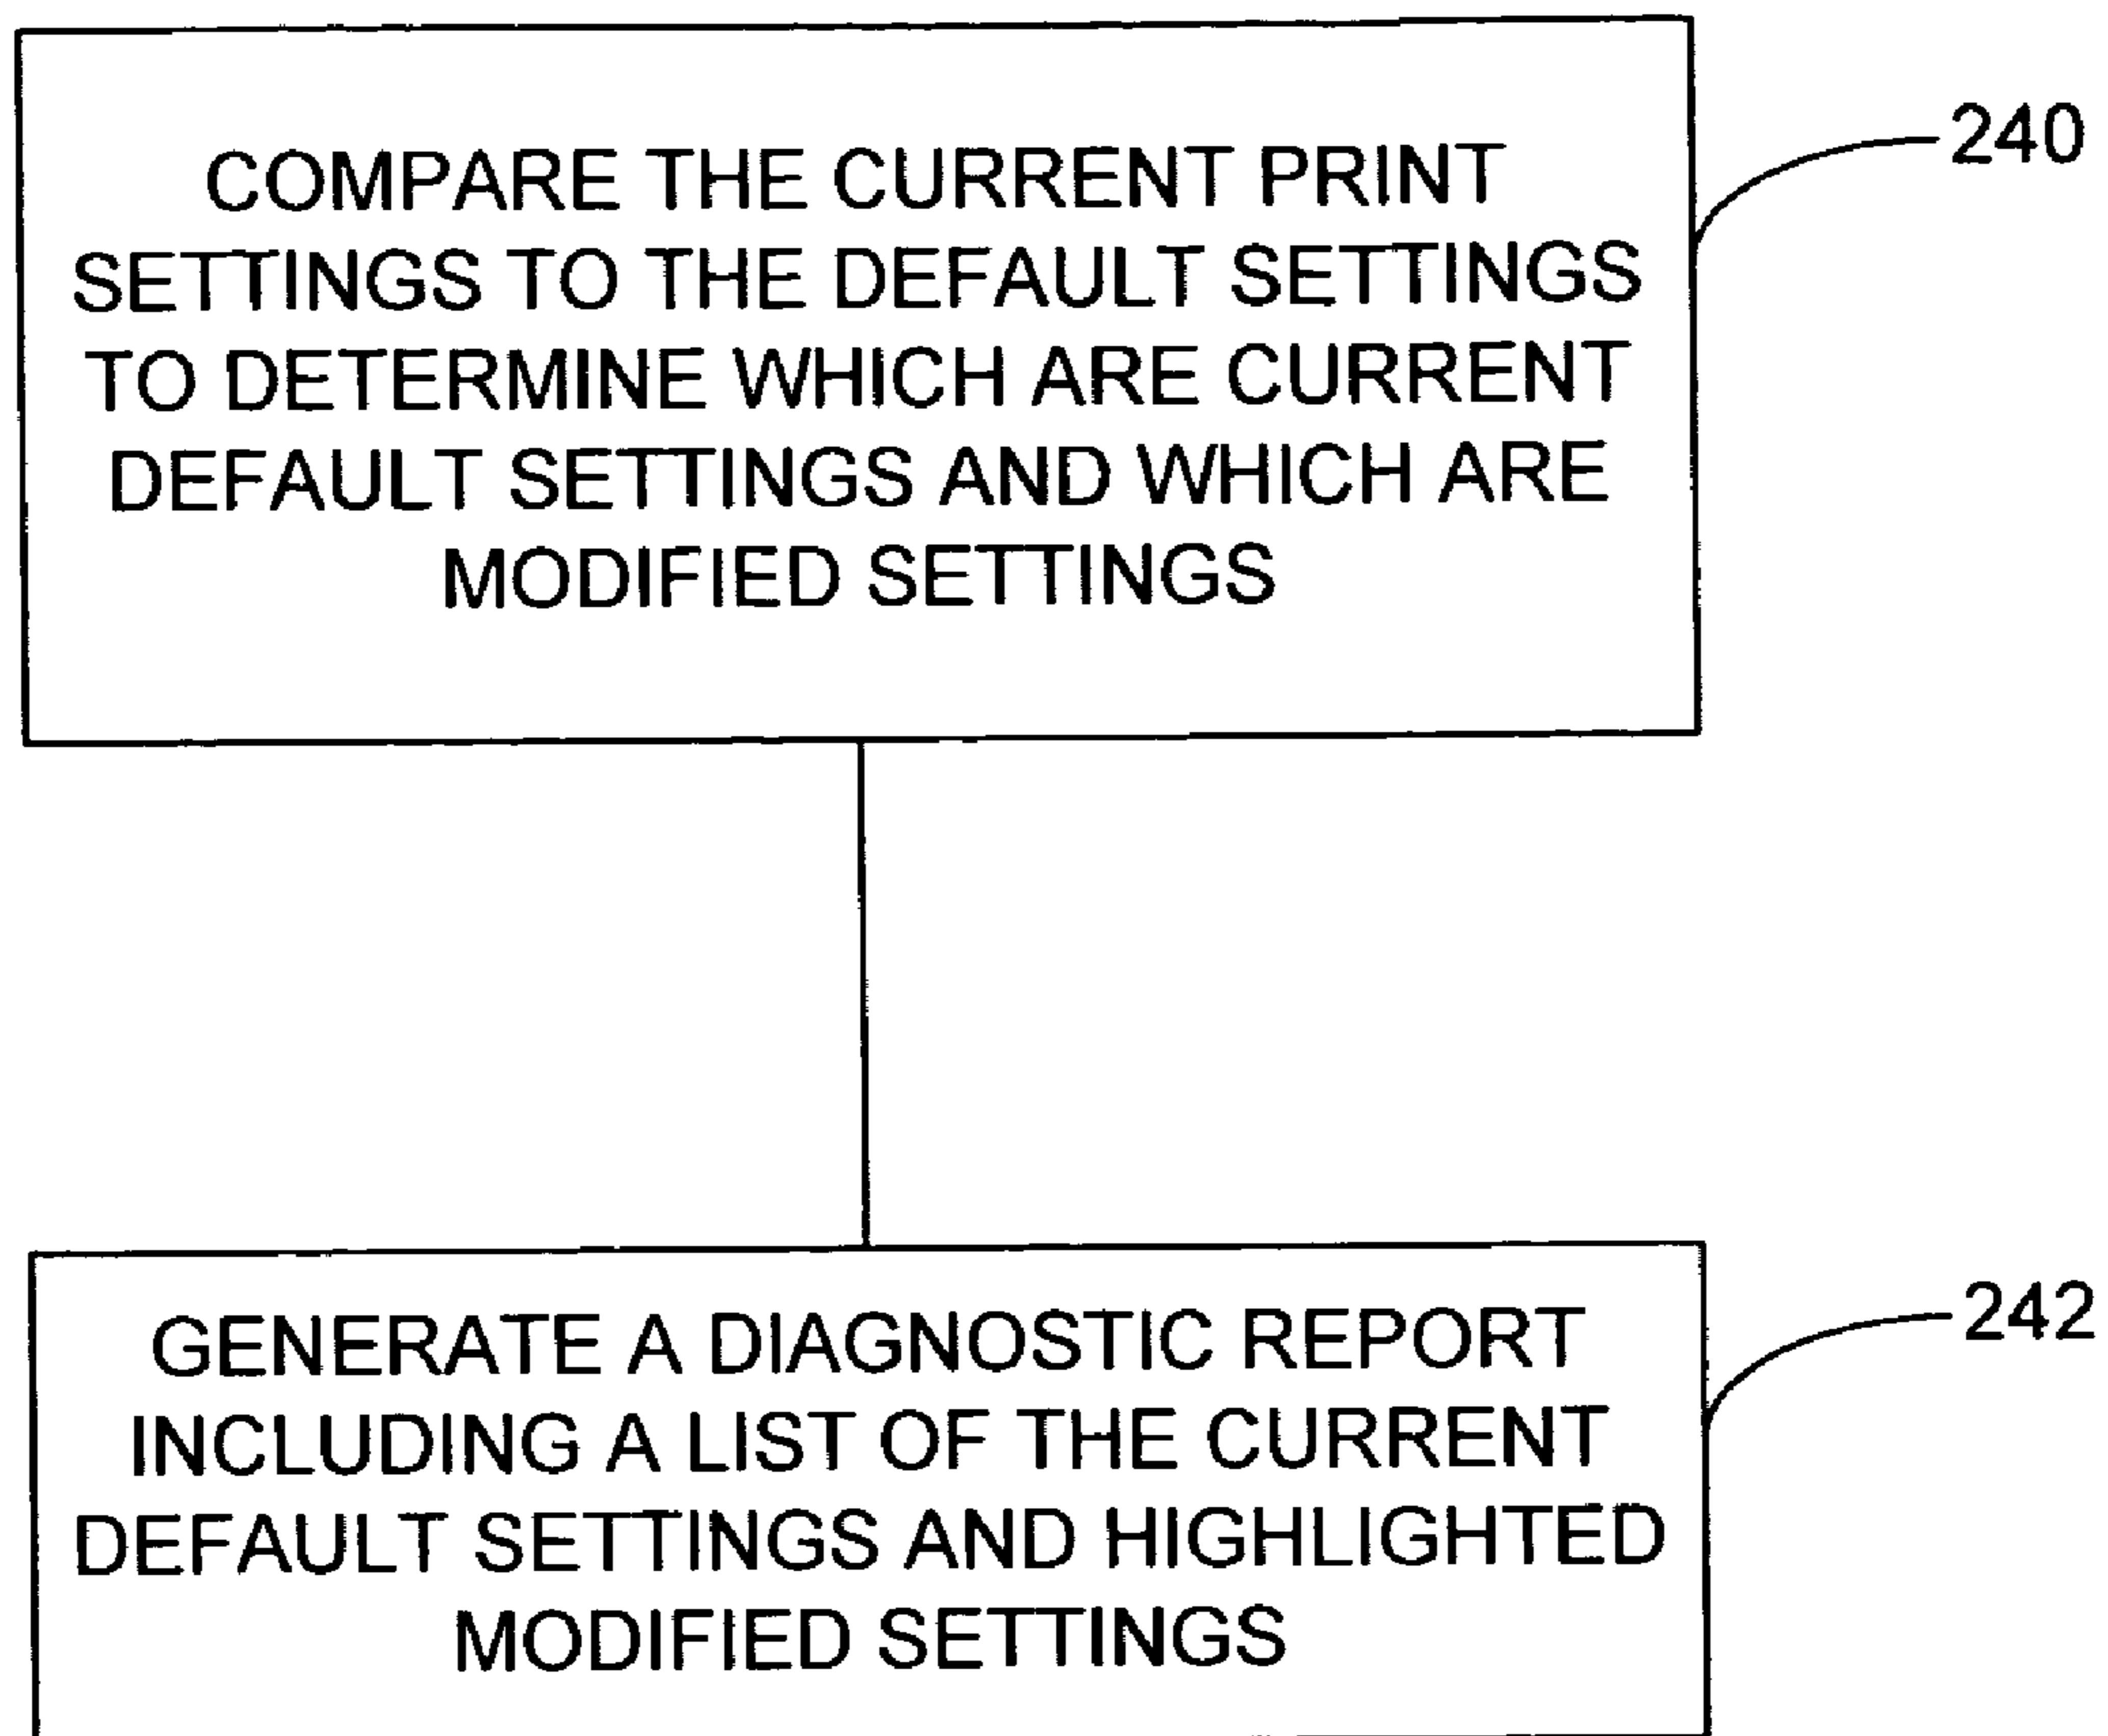 COMPARE THE CURRENT PRINT
SETTINGS TO THE DEFAULT SETTINGS
TO DETERMINE WHICH ARE CURRENT
DEFAULT SETTINGS AND WHICH ARE
MODIFIED SETTINGS
240
GENERATE A DIAGNOSTIC REPORT
INCLUDING A LIST OF THE CURRENT
DEFAULT SETTINGS AND HIGHLIGHTED
MODIFIED SETTINGS
242